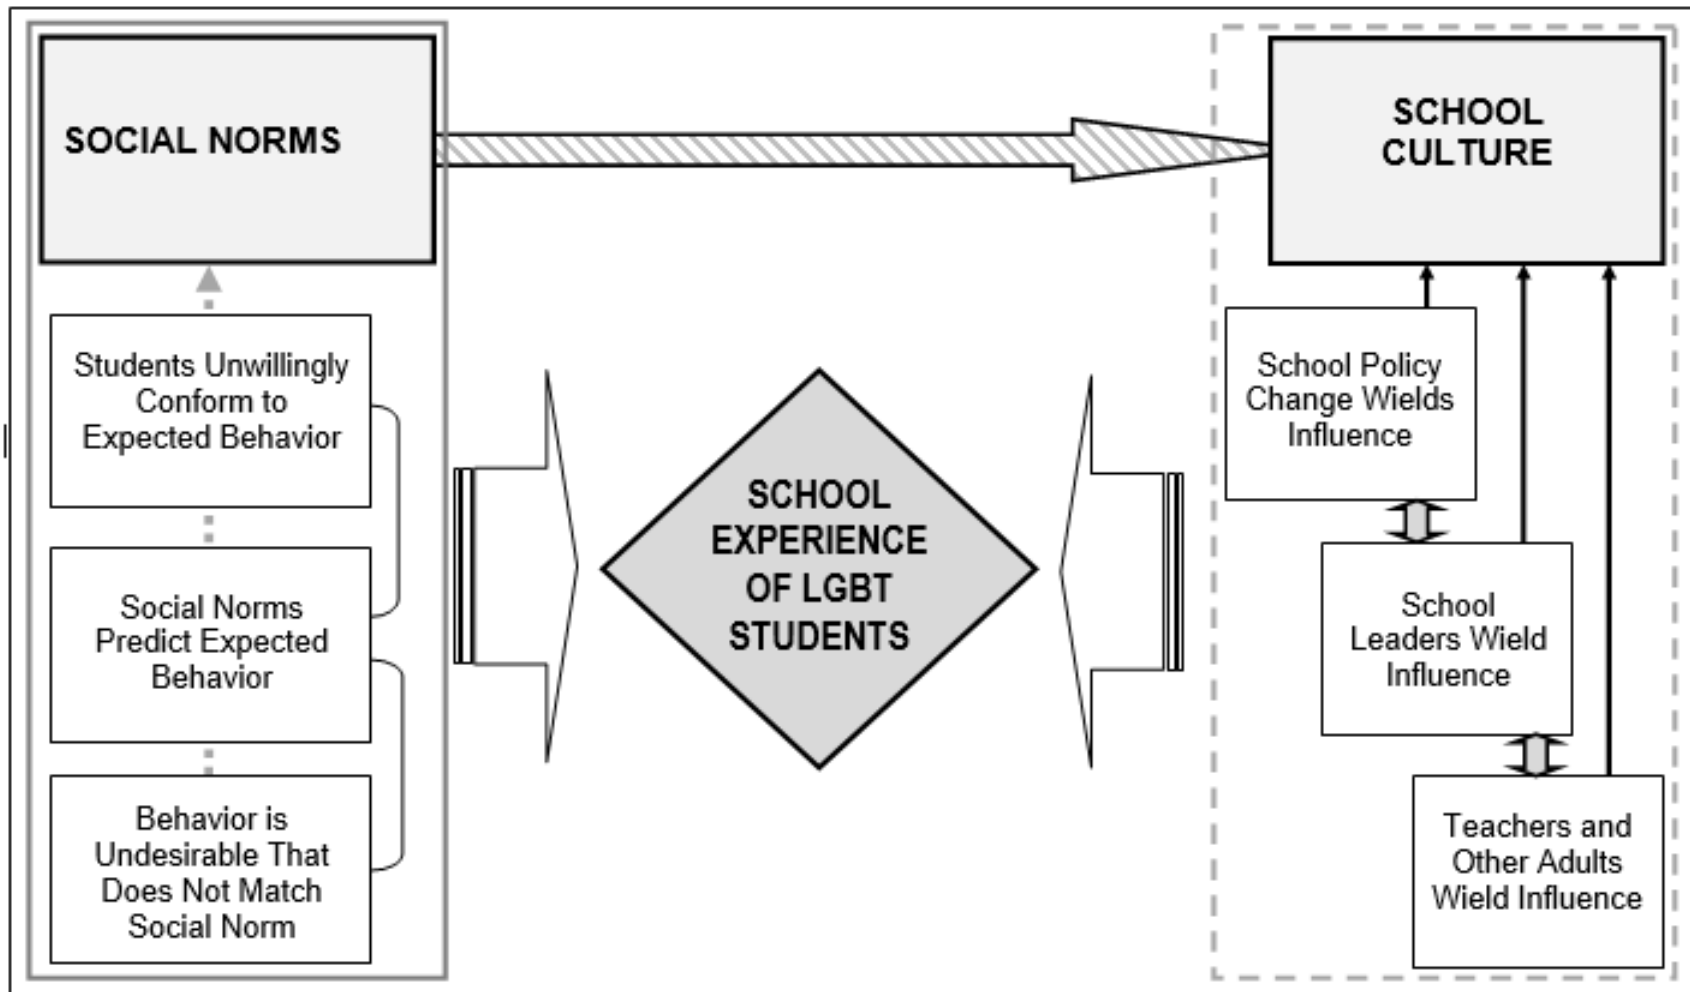 SOCIAL NORMS
Students Unwillingly
Conform to
Expected Behavior
Social Norms
Predict Expected
Behavior
Behavior is
Undesirable That
Does Not Match
Social Norm
SCHOOL
EXPERIENCE
OF LGBT
STUDENTS
SCHOOL
CULTURE
School Policy
Change Wields
Influence
School
Leaders Wield
Influence
Teachers and
Other Adults
Wield Influence